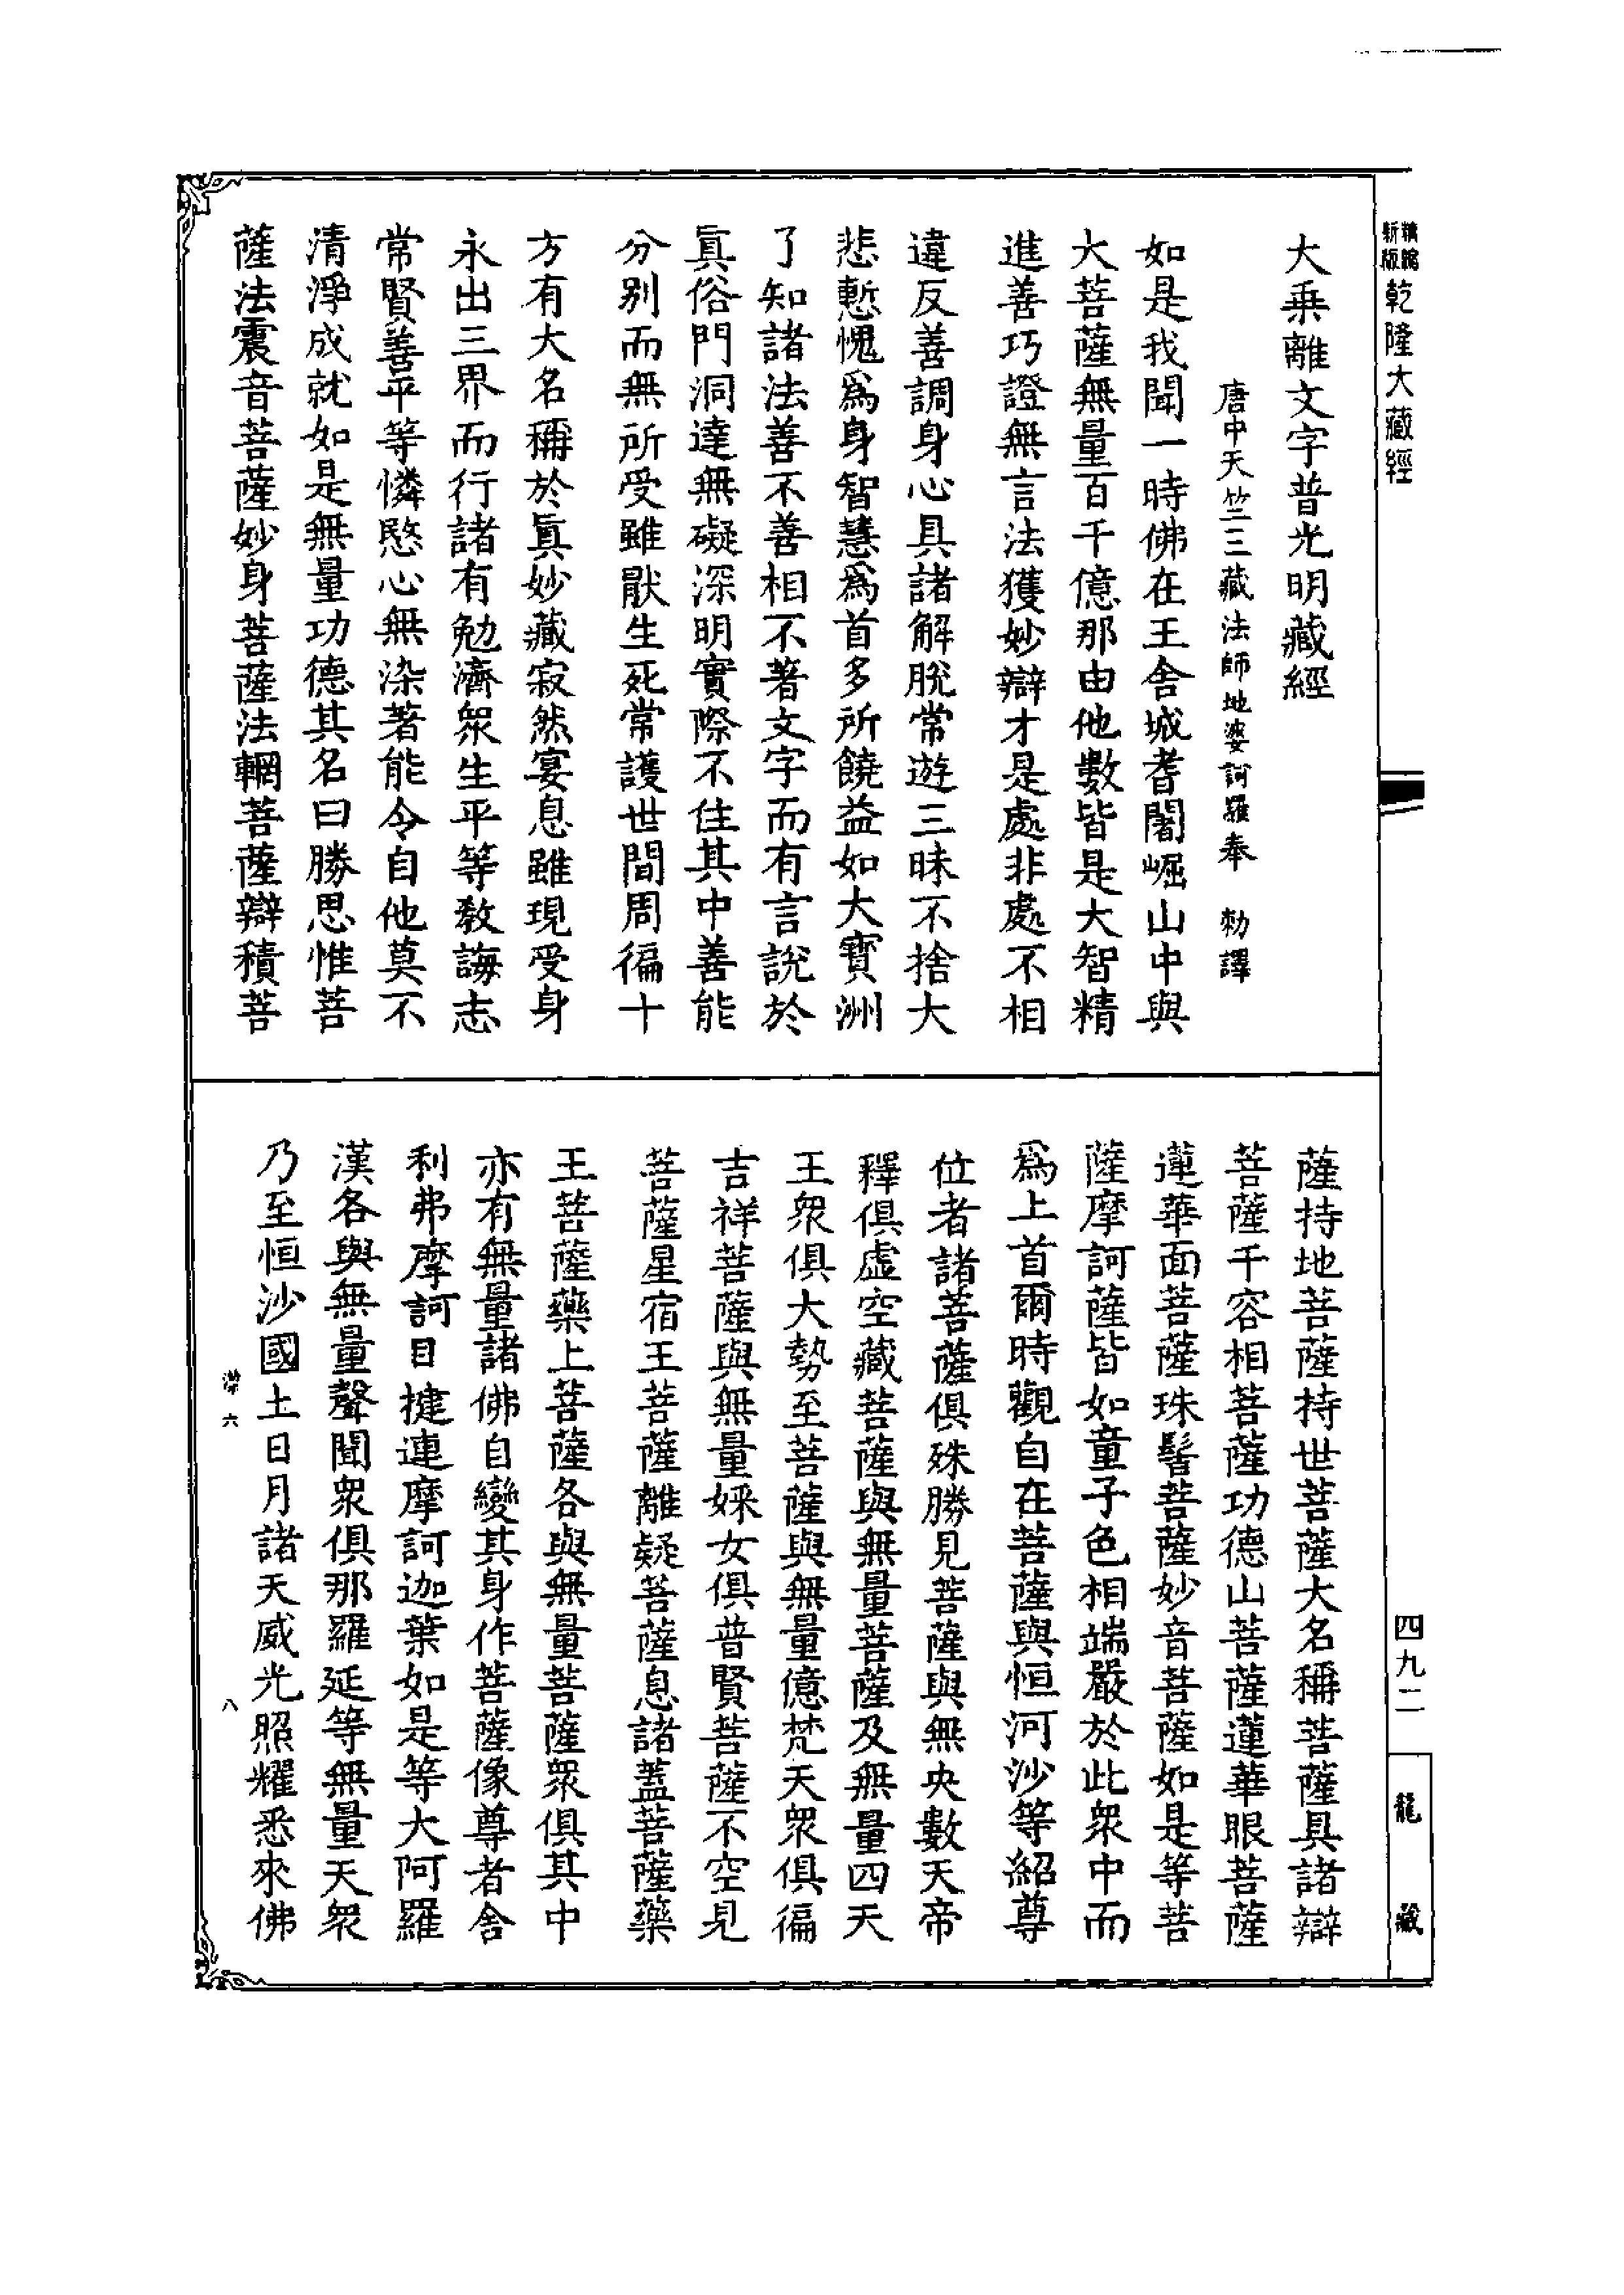 新版
精編
乾隆大藏經
四九二
龍藏
大乗離文字普光明藏經
唐中天竺三藏法師地婆訶羅奉　勑譯
如是我聞一時佛在王舍城耆闍崛山中與
大菩薩無量百千億那由他數皆是大智精
進善巧證無言法獲妙辯才是處非處不相
違反善調身心具諸解脫常遊三昧不捨大
悲慙愧爲身智慧爲首多所饒益如大寶洲
了知諸法善不善相不著文字而有言說於
眞俗門洞達無礙深明實際不住其中善能
分别而無所受雖猒生死常護世間周徧十
方有大名稱於眞妙藏寂然宴息雖現受身
永出三界而行諸有勉濟衆生平等敎誨志
常賢善平等憐愍心無染著能令自他莫不
清淨成就如是無量功德其名曰勝思惟菩
薩法震音菩薩妙身菩薩法輞菩薩辯積菩
薩持地菩薩持世菩薩大名稱菩薩具諸辯
菩薩千容相菩薩功德山菩薩蓮華眼菩薩
蓮華面菩薩珠髻菩薩妙音菩薩如是等菩
薩摩訶薩皆如童子色相端嚴於此衆中而
爲上首爾時觀自在菩薩與恒河沙等紹尊
位者諸菩薩俱殊勝見菩薩與無央數天帝
釋俱虛空藏菩薩與無量菩薩及無量四天
王衆俱大勢至菩薩與無量億梵天衆俱徧
吉祥菩薩與無量婇女俱普賢菩薩不空見
菩薩星宿王菩薩離疑菩薩息諸蓋菩薩藥
王菩薩藥上菩薩各與無量菩薩衆俱其中
亦有無量諸佛自變其身作菩薩像尊者舍
利弗摩訶目揵連摩訶迦葉如是等大阿羅
漢各與無量聲聞衆俱那羅延等無量天衆
乃至恒沙國土日月諸天威光照耀悉來佛
六　八